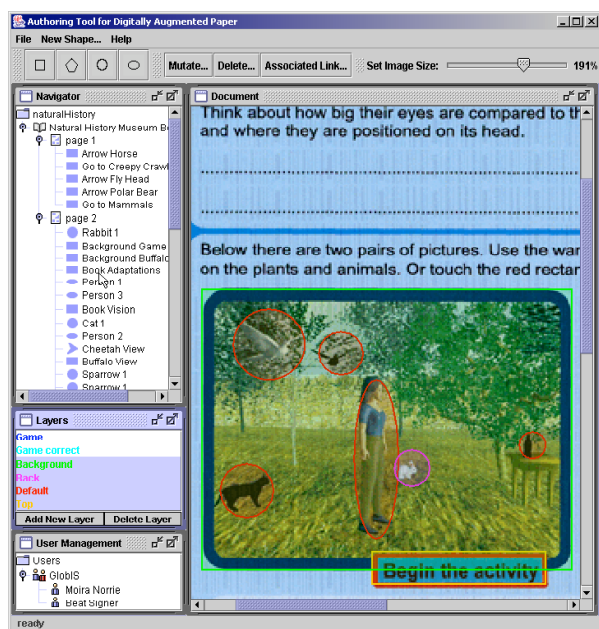 Authoring Tool for Digitally Augmented Paper
File New Shape... Help
Mutate... Delete... Associated Link... Set Image Size: 191%
Navigator
naturalHistory
Natural History Museum B
page 1
Arrow Horse
Go to Creepy Crawl
Arrow Fly Head
Arrow Polar Bear
Go to Mammals
page 2
Rabbit 1
Background Game
Background Buffalo
Book Adaptations
Person 1
Person 3
Book Vision
Cat 1
Person 2
Cheetah View
Buffalo View
Sparrow 1
Sparrow 1
Layers
Game
Game correct
Background
Back
Default
Top
Add New Layer Delete Layer
User Management
Users
GlobIS
Moira Norrie
Beat Signer
Document
Think about how big their eyes are compared to th
and where they are positioned on its head.
Below there are two pairs of pictures. Use the wan
on the plants and animals. Or touch the red rectan
Begin the activity
ready